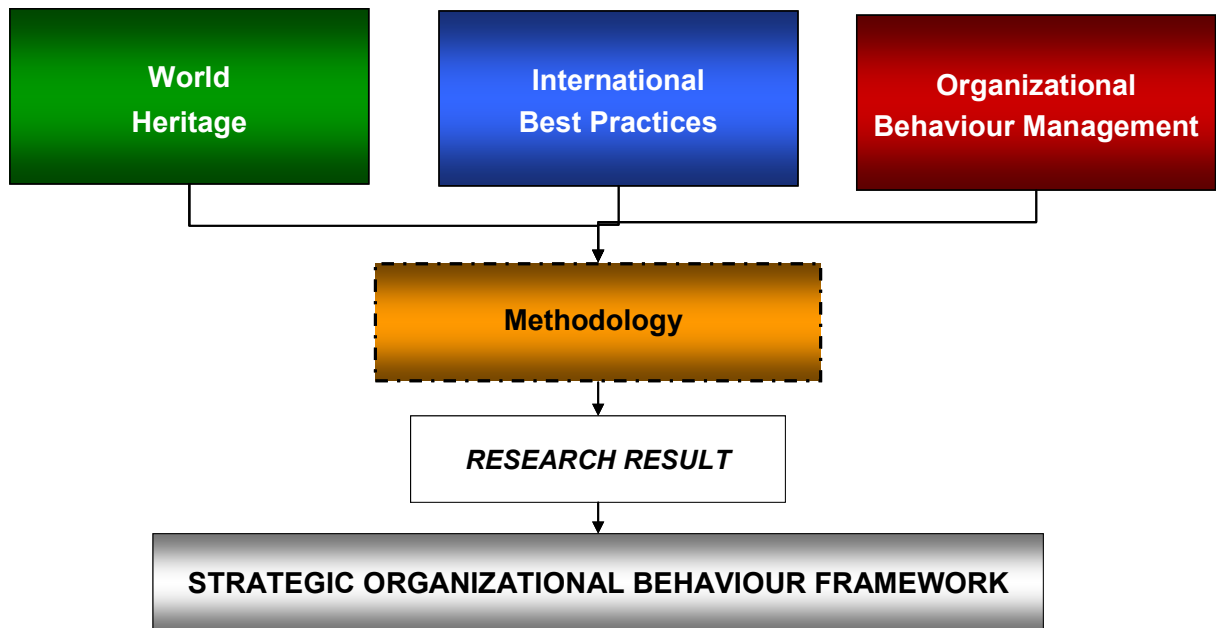 World
Heritage
International
Best Practices
Organizational
Behaviour Management
Methodology
RESEARCH RESULT
STRATEGIC ORGANIZATIONAL BEHAVIOUR FRAMEWORK